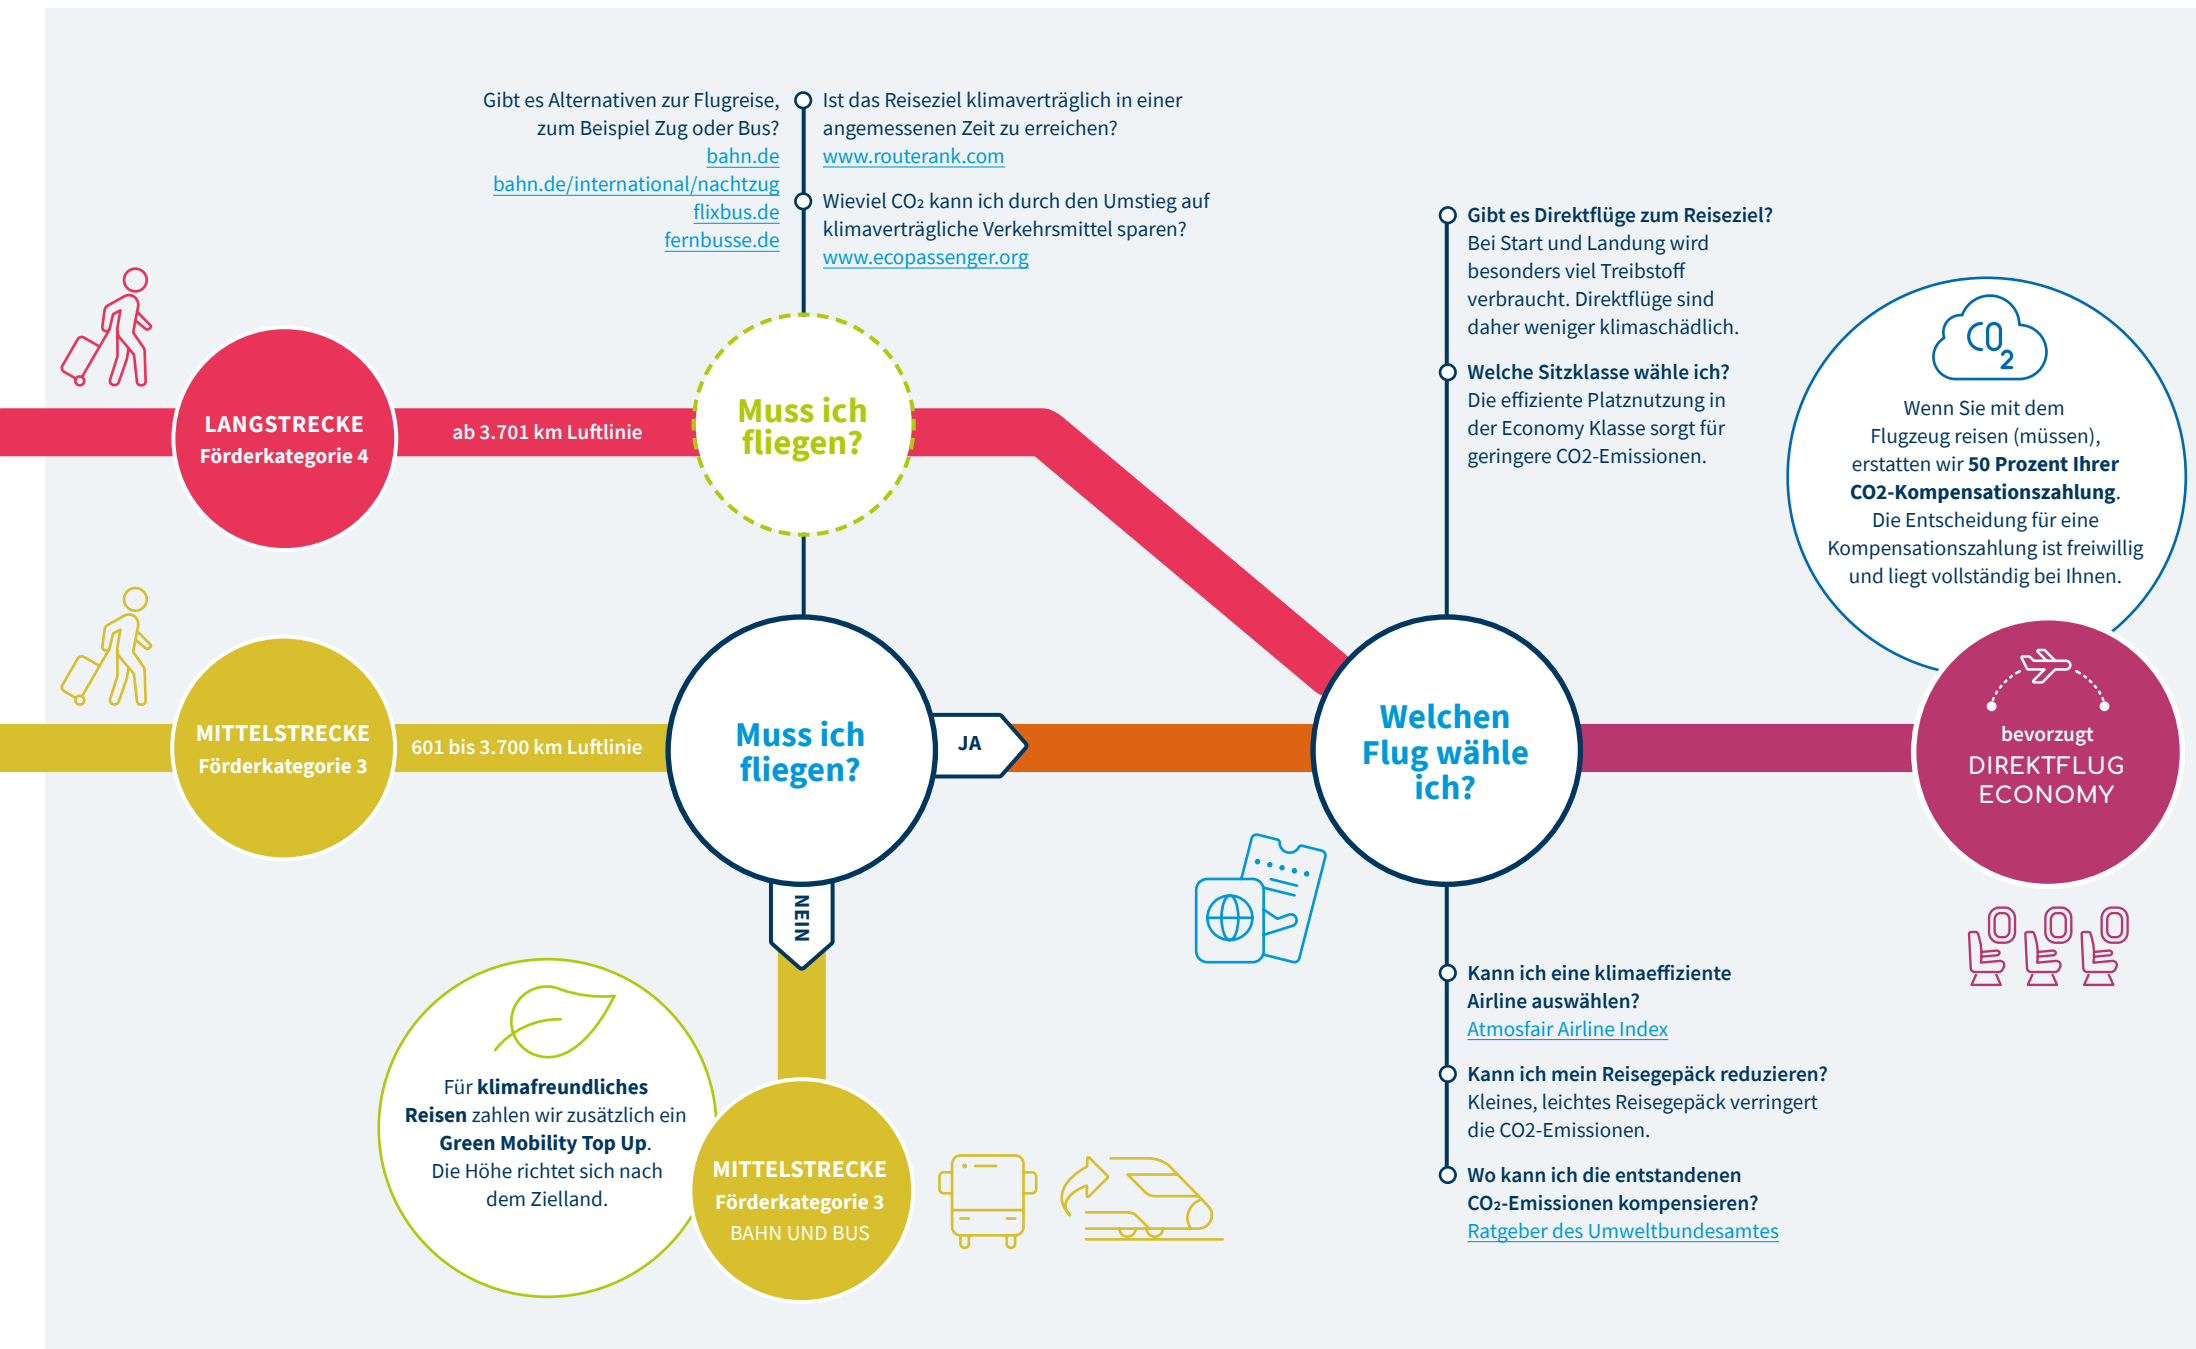 Gibt es Alternativen zur Flugreise,
zum Beispiel Zug oder Bus?
bahn.de
bahn.de/international/nachtzug
flixbus.de
fernbusse.de
Ist das Reiseziel klimaverträglich in einer
angemessenen Zeit zu erreichen?
www.routerank.com
Wieviel CO₂ kann ich durch den Umstieg auf
klimaverträgliche Verkehrsmittel sparen?
www.ecopassenger.org
Gibt es Direktflüge zum Reiseziel?
Bei Start und Landung wird
besonders viel Treibstoff
verbraucht. Direktflüge sind
daher weniger klimaschädlich.
Welche Sitzklasse wähle ich?
Die effiziente Platznutzung in
der Economy Klasse sorgt für
geringere CO2-Emissionen.
CO2
Wenn Sie mit dem
Flugzeug reisen (müssen),
erstatten wir 50 Prozent Ihrer
CO2-Kompensationszahlung.
Die Entscheidung für eine
Kompensationszahlung ist freiwillig
und liegt vollständig bei Ihnen.
LANGSTRECKE
Förderkategorie 4
ab 3.701 km Luftlinie
Muss ich
fliegen?
MITTELSTRECKE
Förderkategorie 3
601 bis 3.700 km Luftlinie
Muss ich
fliegen?
JA
Welchen
Flug wähle
ich?
bevorzugt
DIREKTFLUG
ECONOMY
NEIN
Für klimafreundliches
Reisen zahlen wir zusätzlich ein
Green Mobility Top Up.
Die Höhe richtet sich nach
dem Zielland.
MITTELSTRECKE
Förderkategorie 3
BAHN UND BUS
Kann ich eine klimaeffiziente
Airline auswählen?
Atmosfair Airline Index
Kann ich mein Reisegepäck reduzieren?
Kleines, leichtes Reisegepäck verringert
die CO2-Emissionen.
Wo kann ich die entstandenen
CO₂-Emissionen kompensieren?
Ratgeber des Umweltbundesamtes